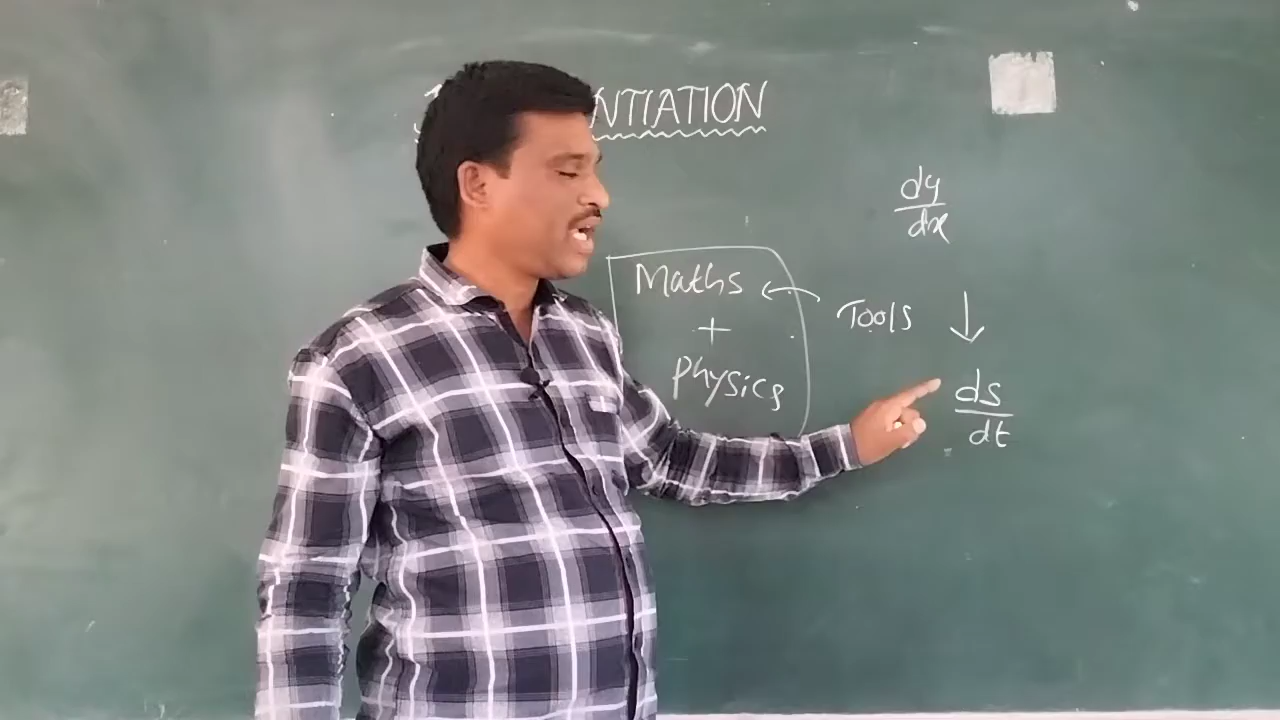 NTIATION
dy
dx
Maths
+
Physics
Tools
↓
ds
dt